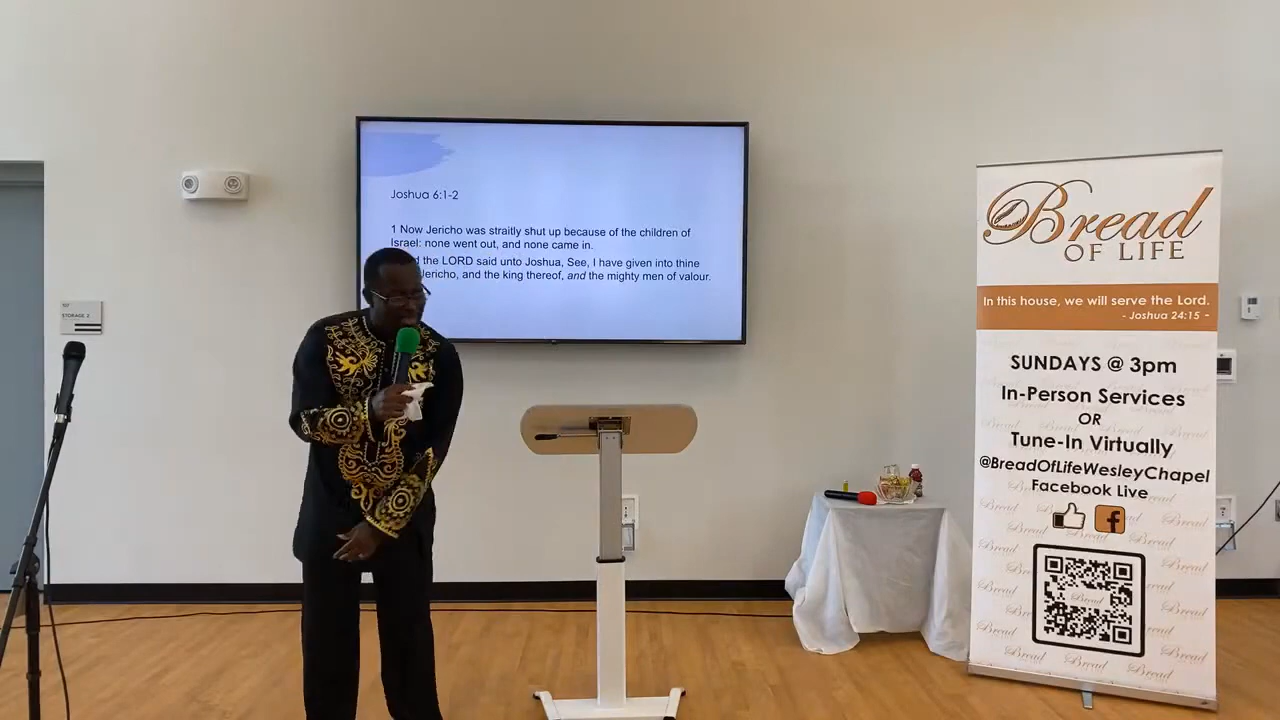 Joshua 6:1-2
1 Now Jericho was straitly shut up because of the children of
Israel: none went out, and none came in.
d the LORD said unto Joshua, See, I have given into thine
Jericho, and the king thereof, and the mighty men of valour.
STORAGE 2
Bread
OF LIFE
In this house, we will serve the Lord.
- Joshua 24:15 -
SUNDAYS @ 3pm
In-Person Services
OR
Tune-In Virtually
@BreadOfLifeWesleyChapel
Facebook Live